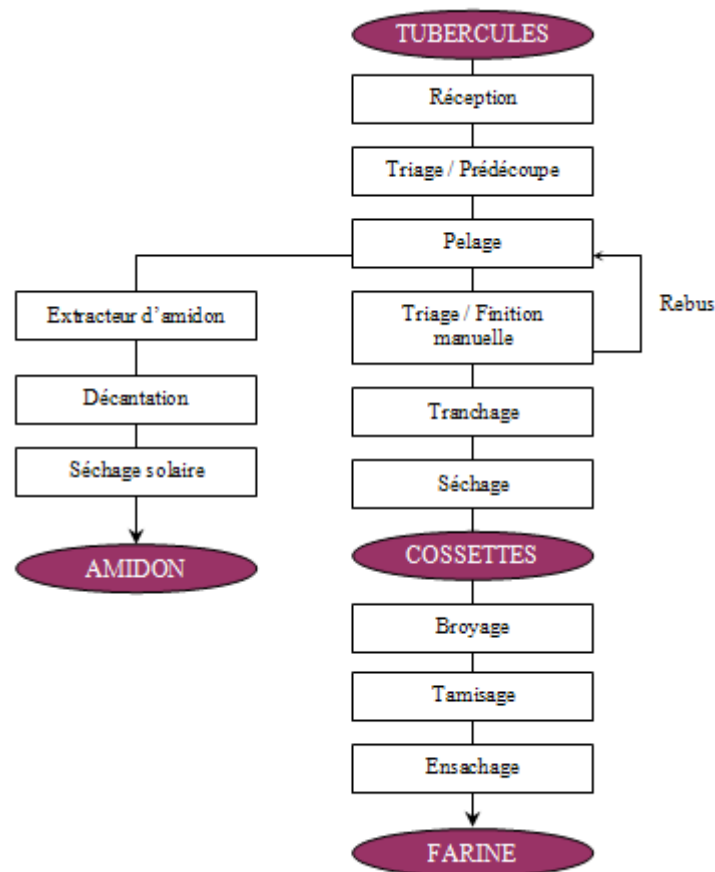 TUBERCULES
Réception
Triage / Prédécoupe
Pelage
Extracteur d'amidon
Triage / Finition
manuelle
Rebus
Décantation
Tranchage
Séchage solaire
Séchage
AMIDON
COSSETTES
Broyage
Tamisage
Ensachage
FARINE